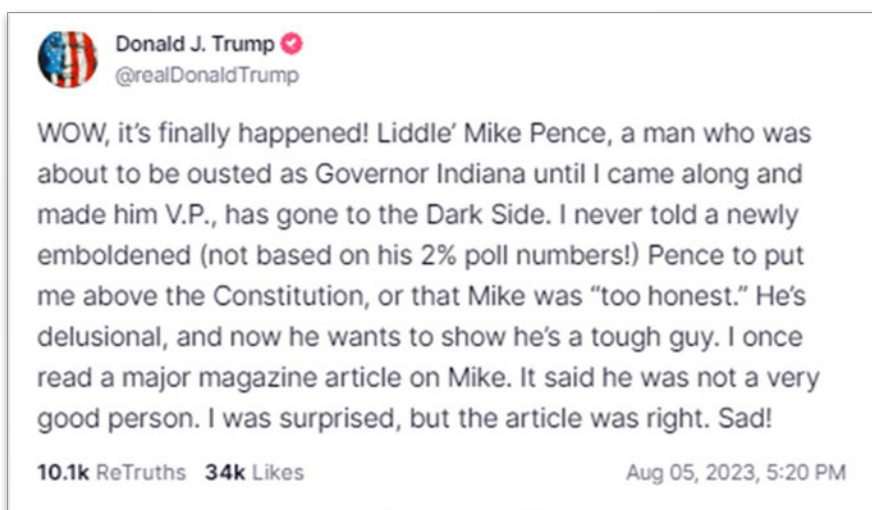 Donald J. Trump
@realDonaldTrump
WOW, it's finally happened! Liddle' Mike Pence, a man who was
about to be ousted as Governor Indiana until I came along and
made him V.P., has gone to the Dark Side. I never told a newly
emboldened (not based on his 2% poll numbers!) Pence to put
me above the Constitution, or that Mike was “too honest.” He's
delusional, and now he wants to show he's a tough guy. I once
read a major magazine article on Mike. It said he was not a very
good person. I was surprised, but the article was right. Sad!
10.1k ReTruths 34k Likes Aug 05, 2023, 5:20 PM